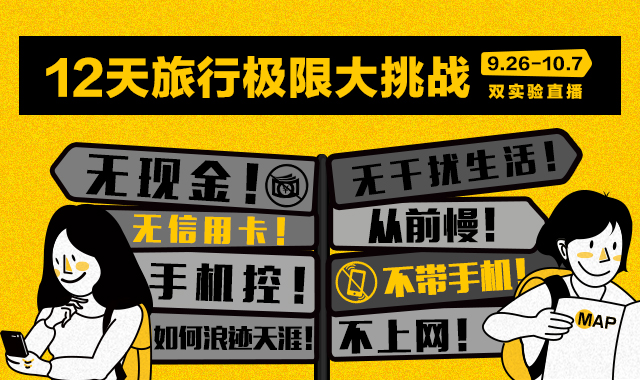 12天旅行极限大挑战
9.26-10.7
双实验直播
无现金！
无干扰生活！
无信用卡！
从前慢！
手机控！
不带手机！
如何浪迹天涯！
不上网！
MAP